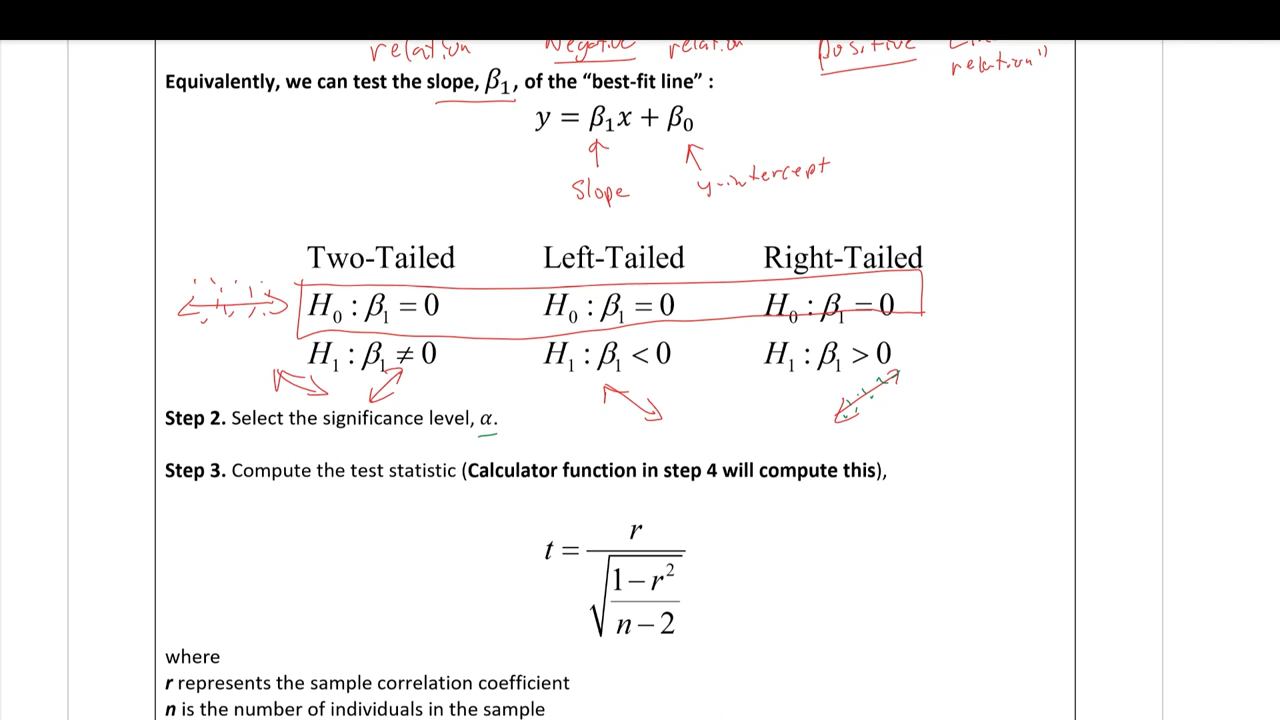 relation negative relation positive relation")
Equivalently, we can test the slope, β₁, of the “best-fit line” :
y = β₁x + β₀
slope y-intercept
Two-Tailed Left-Tailed Right-Tailed
H₀ : β₁ = 0 H₀ : β₁ = 0 H₀ : β₁ = 0
H₁ : β₁ ≠ 0 H₁ : β₁ < 0 H₁ : β₁ > 0
Step 2. Select the significance level, α.
Step 3. Compute the test statistic (Calculator function in step 4 will compute this),
t = r / √((1 − r²) / (n − 2))
where
r represents the sample correlation coefficient
n is the number of individuals in the sample